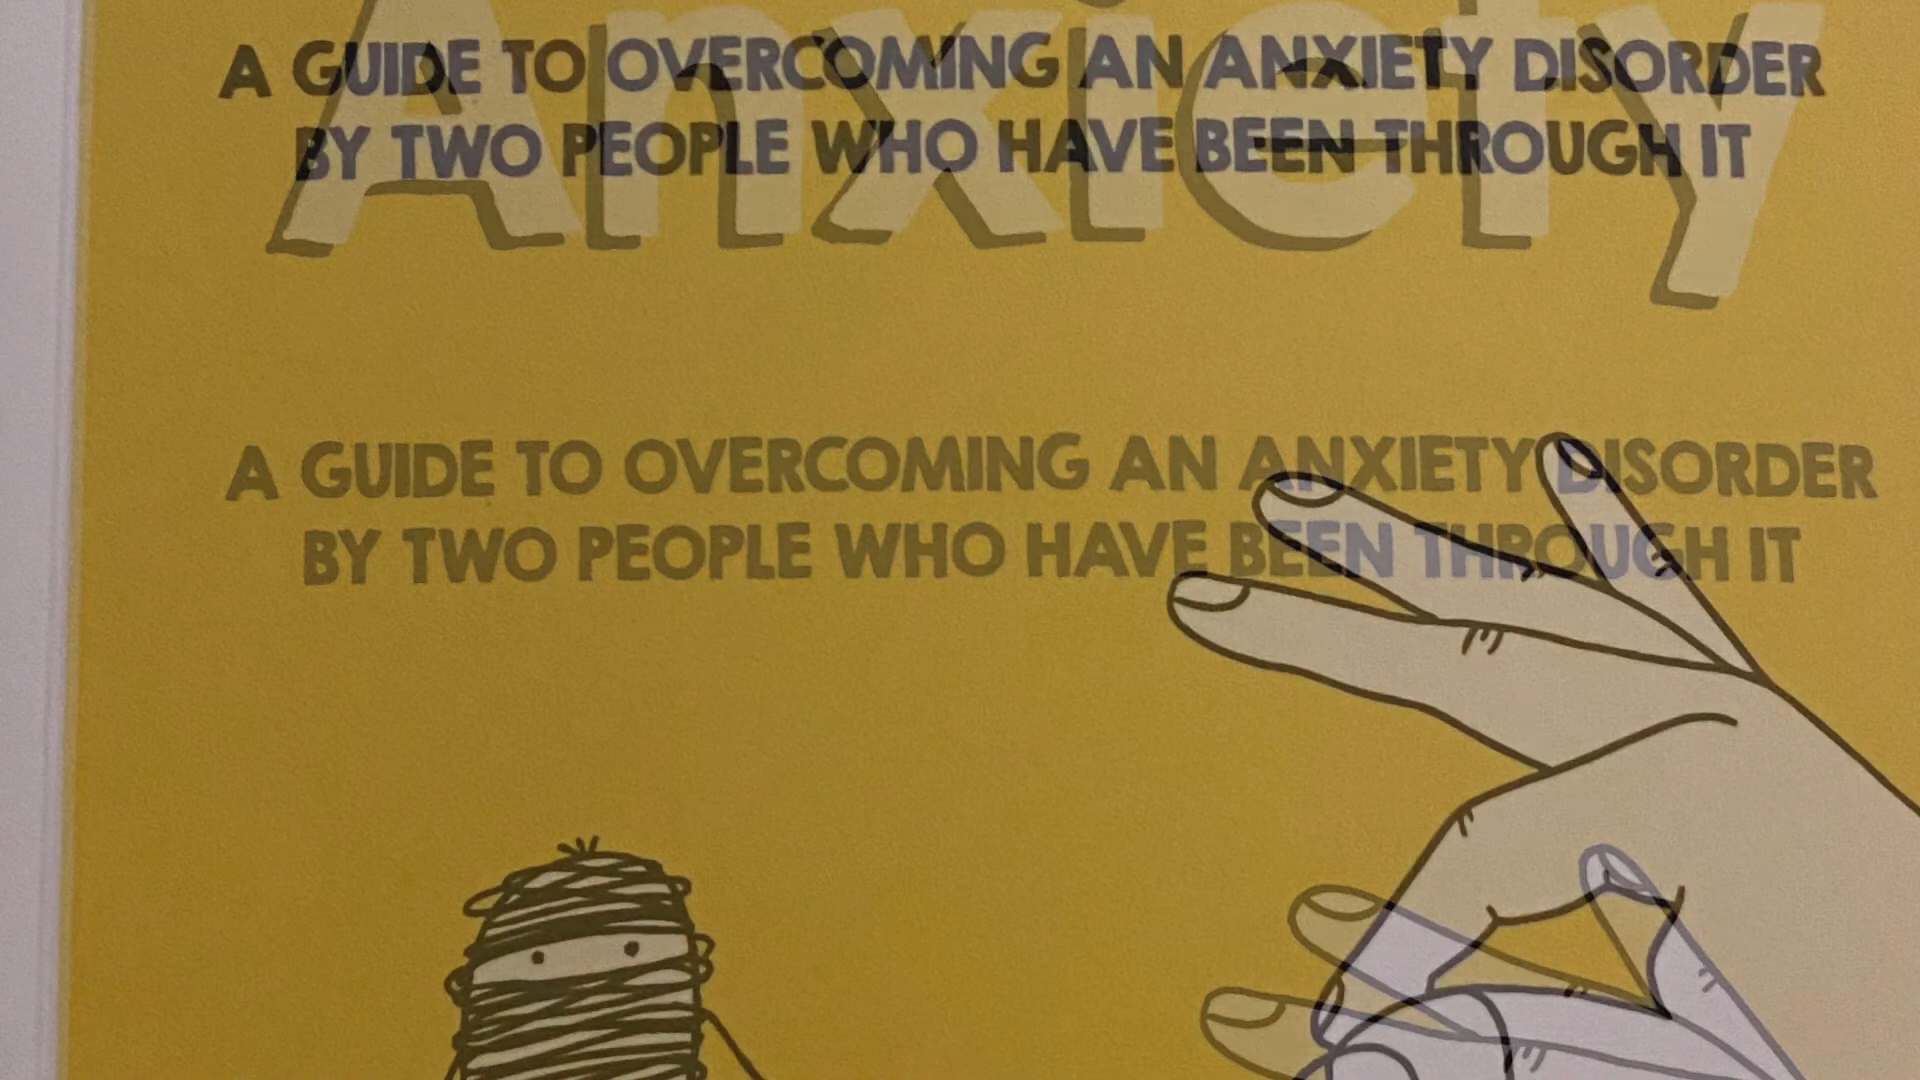 Anxiety
A GUIDE TO OVERCOMING AN ANXIETY DISORDER
BY TWO PEOPLE WHO HAVE BEEN THROUGH IT
A GUIDE TO OVERCOMING AN ANXIETY DISORDER
BY TWO PEOPLE WHO HAVE BEEN THROUGH IT